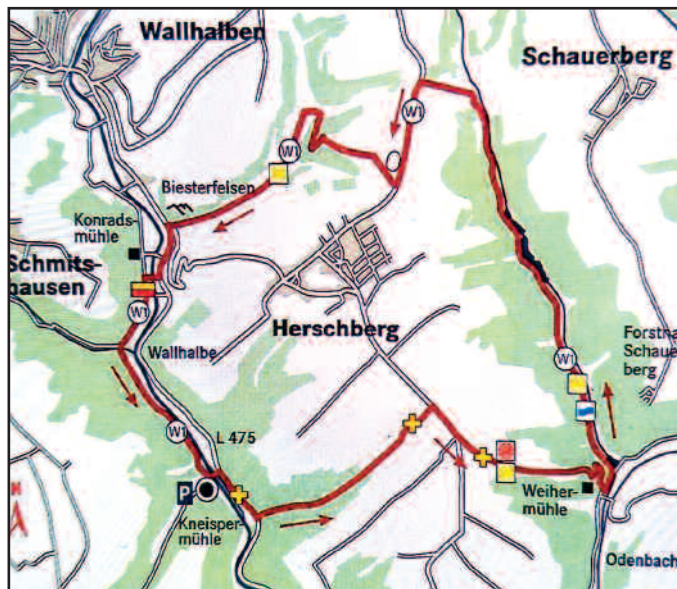 Wallhalben
Schauerberg
W1
W1
Biesterfelsen
Konrads-
mühle
Schmits-
hausen
W1
Herschberg
Wallhalbe
Forstha
Schauer
berg
W1
W1
L 475
P
Kneisper-
mühle
Weiher-
mühle
Odenbach